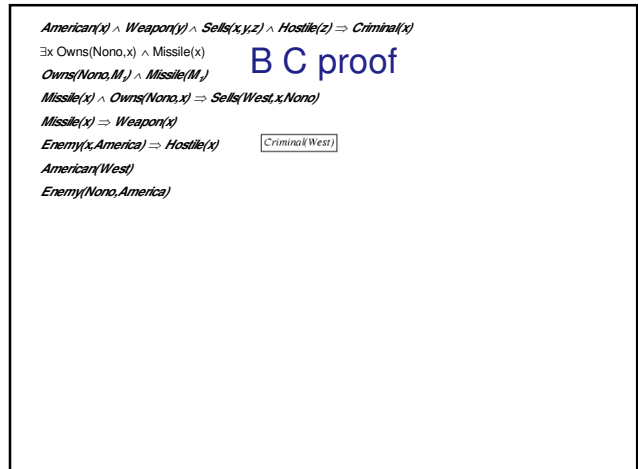 American(x) ∧ Weapon(y) ∧ Sells(x,y,z) ∧ Hostile(z) ⇒ Criminal(x)
∃x Owns(Nono,x) ∧ Missile(x)
B C proof
Owns(Nono,M₁) ∧ Missile(M₁)
Missile(x) ∧ Owns(Nono,x) ⇒ Sells(West,x,Nono)
Missile(x) ⇒ Weapon(x)
Enemy(x,America) ⇒ Hostile(x)
Criminal(West)
American(West)
Enemy(Nono,America)